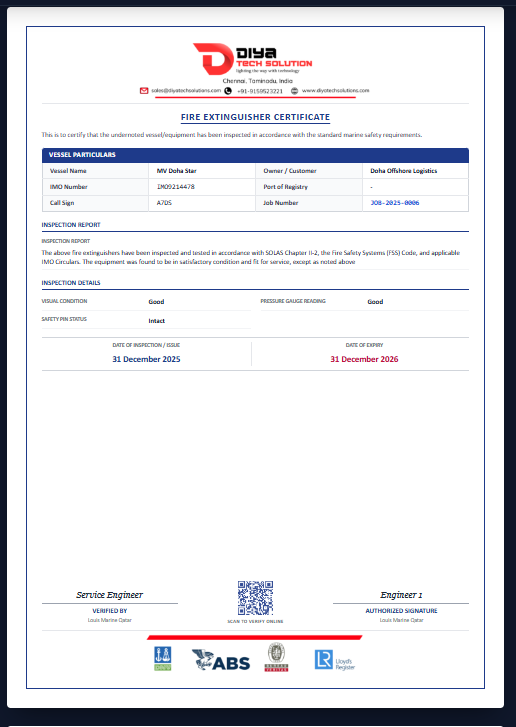 DIYA
TECH SOLUTION
lighting the way with technology
Chennai, Taminadu, India
sales@diyatechsolutions.com +91-9159523221 www.diyatechsolutions.com
FIRE EXTINGUISHER CERTIFICATE
This is to certify that the undernoted vessel/equipment has been inspected in accordance with the standard marine safety requirements.
VESSEL PARTICULARS
Vessel Name MV Doha Star Owner / Customer Doha Offshore Logistics
IMO Number IMO9214478 Port of Registry -
Call Sign A7DS Job Number JOB-2025-0006
INSPECTION REPORT
INSPECTION REPORT
The above fire extinguishers have been inspected and tested in accordance with SOLAS Chapter II-2, the Fire Safety Systems (FSS) Code, and applicable
IMO Circulars. The equipment was found to be in satisfactory condition and fit for service, except as noted above
INSPECTION DETAILS
VISUAL CONDITION Good PRESSURE GAUGE READING Good
SAFETY PIN STATUS Intact
DATE OF INSPECTION / ISSUE DATE OF EXPIRY
31 December 2025 31 December 2026
Service Engineer Engineer 1
VERIFIED BY AUTHORIZED SIGNATURE
Louis Marine Qatar Louis Marine Qatar
SCAN TO VERIFY ONLINE
ABS
Lloyd's
Register